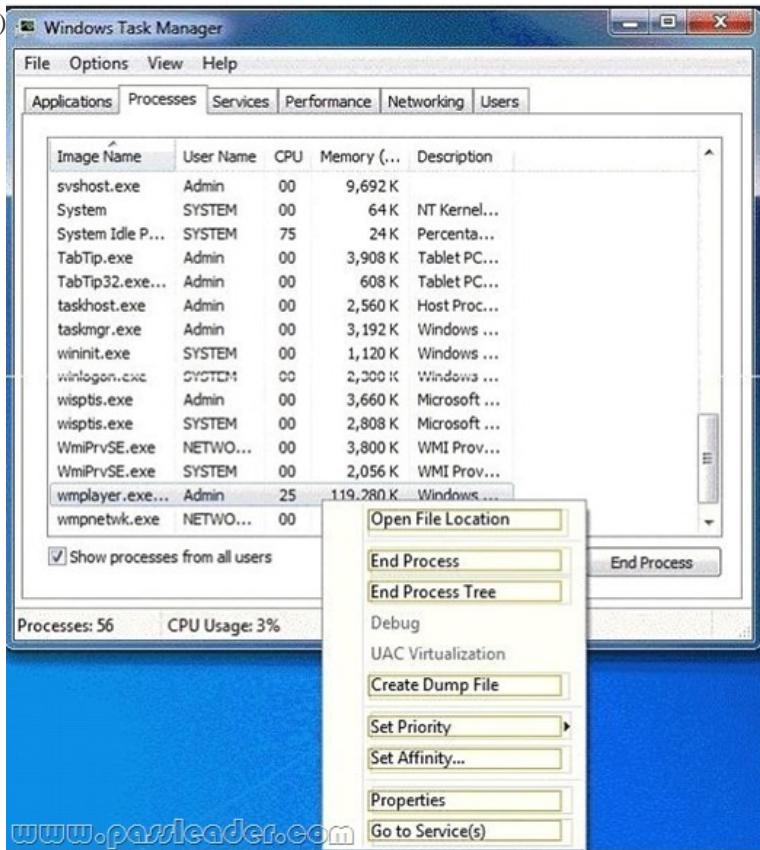 )
Windows Task Manager
File Options View Help
Applications Processes Services Performance Networking Users
Image Name User Name CPU Memory (... Description
svshost.exe Admin 00 9,692 K
System SYSTEM 00 64 K NT Kernel...
System Idle P... SYSTEM 75 24 K Percenta...
TabTip.exe Admin 00 3,908 K Tablet PC...
TabTip32.exe... Admin 00 608 K Tablet PC...
taskhost.exe Admin 00 2,560 K Host Proc...
taskmgr.exe Admin 00 3,192 K Windows ...
wininit.exe SYSTEM 00 1,120 K Windows ...
winlogon.exe SYSTEM 00 2,300 K Windows ...
wisptis.exe Admin 00 3,660 K Microsoft ...
wisptis.exe SYSTEM 00 2,808 K Microsoft ...
WmiPrvSE.exe NETWO... 00 3,800 K WMI Prov...
WmiPrvSE.exe SYSTEM 00 2,056 K WMI Prov...
wmplayer.exe... Admin 25 119,280 K Windows ...
wmpnetwk.exe NETWO... 00
Open File Location
Show processes from all users
End Process
End Process
End Process Tree
Processes: 56 CPU Usage: 3%
Debug
UAC Virtualization
Create Dump File
Set Priority
Set Affinity...
Properties
Go to Service(s)
www.passleader.com